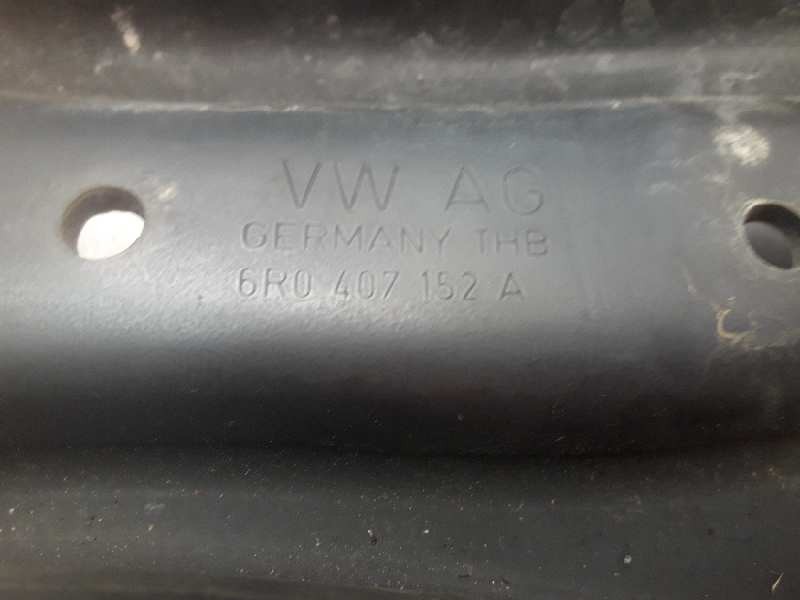 VW AG
GERMANY THB
6R0 407 152 A